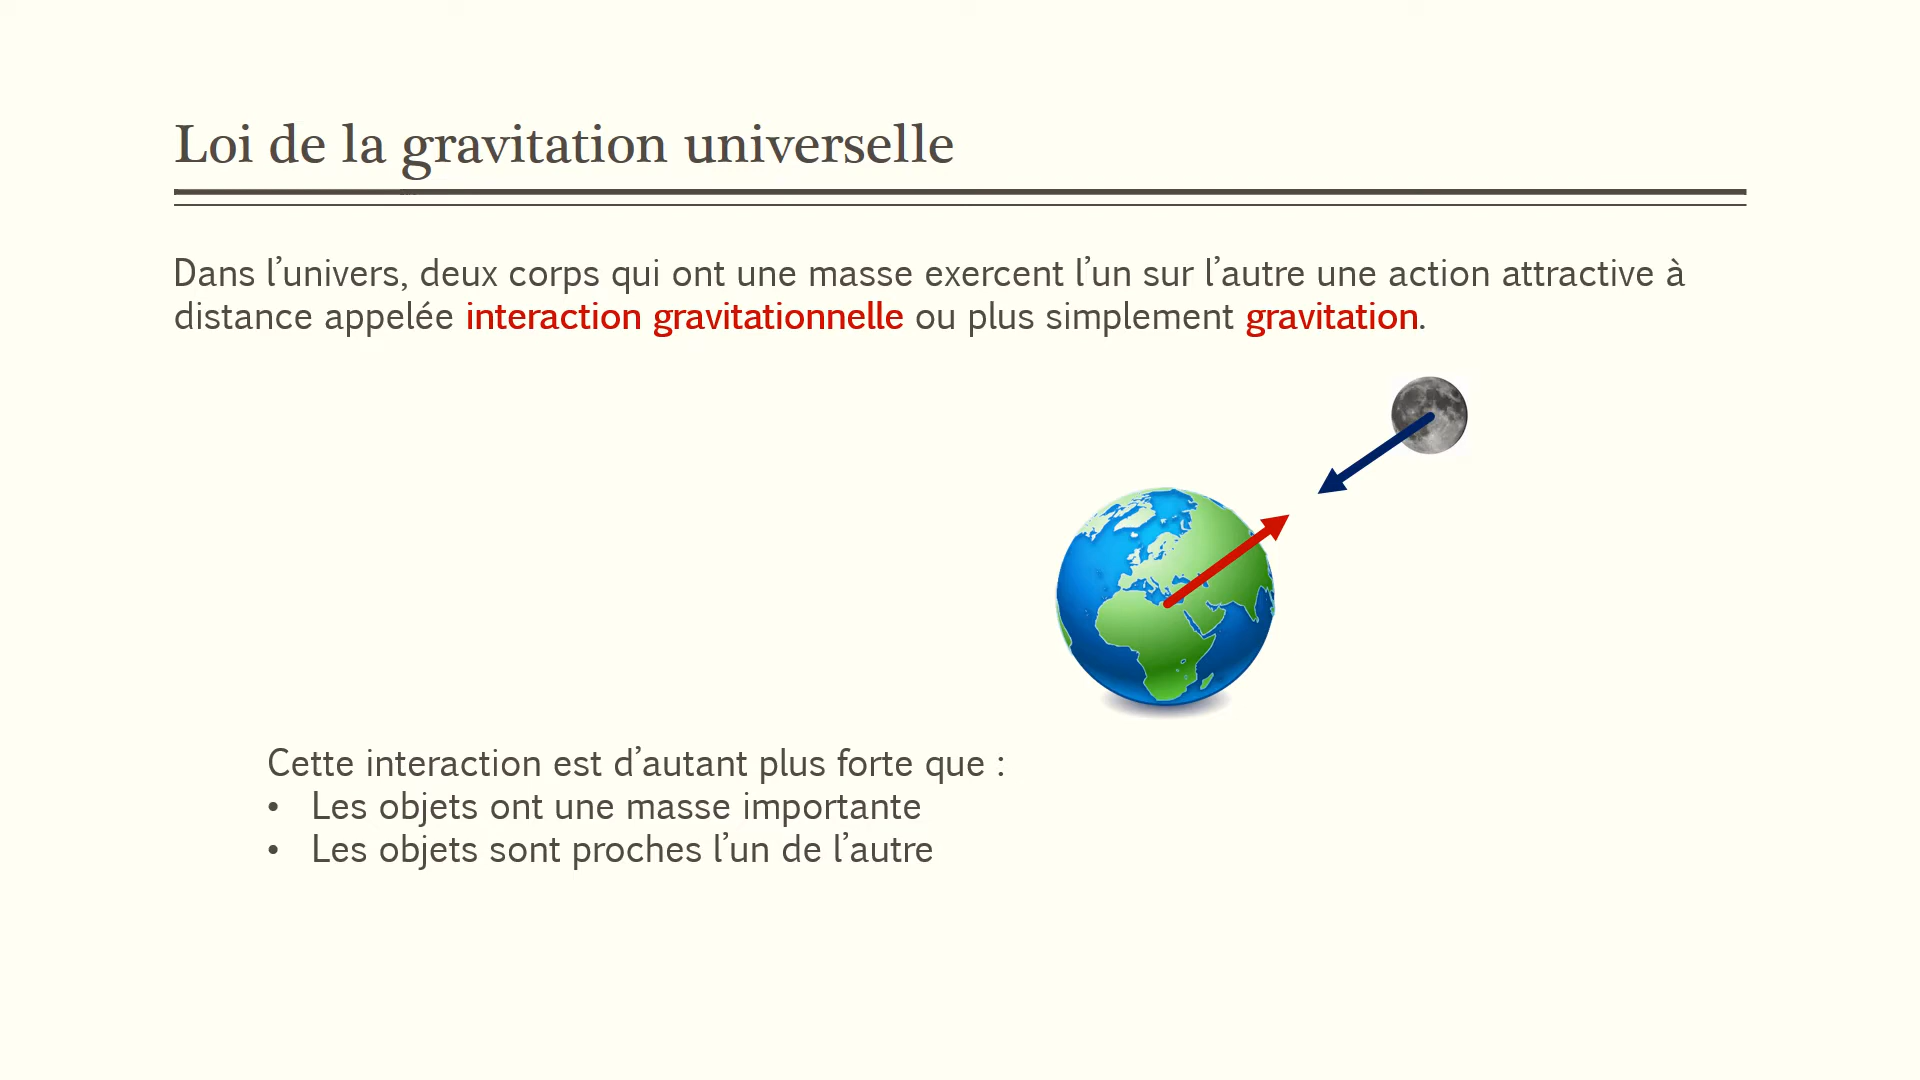 Loi de la gravitation universelle
Dans l’univers, deux corps qui ont une masse exercent l’un sur l’autre une action attractive à
distance appelée interaction gravitationnelle ou plus simplement gravitation.
Cette interaction est d’autant plus forte que :
• Les objets ont une masse importante
• Les objets sont proches l’un de l’autre